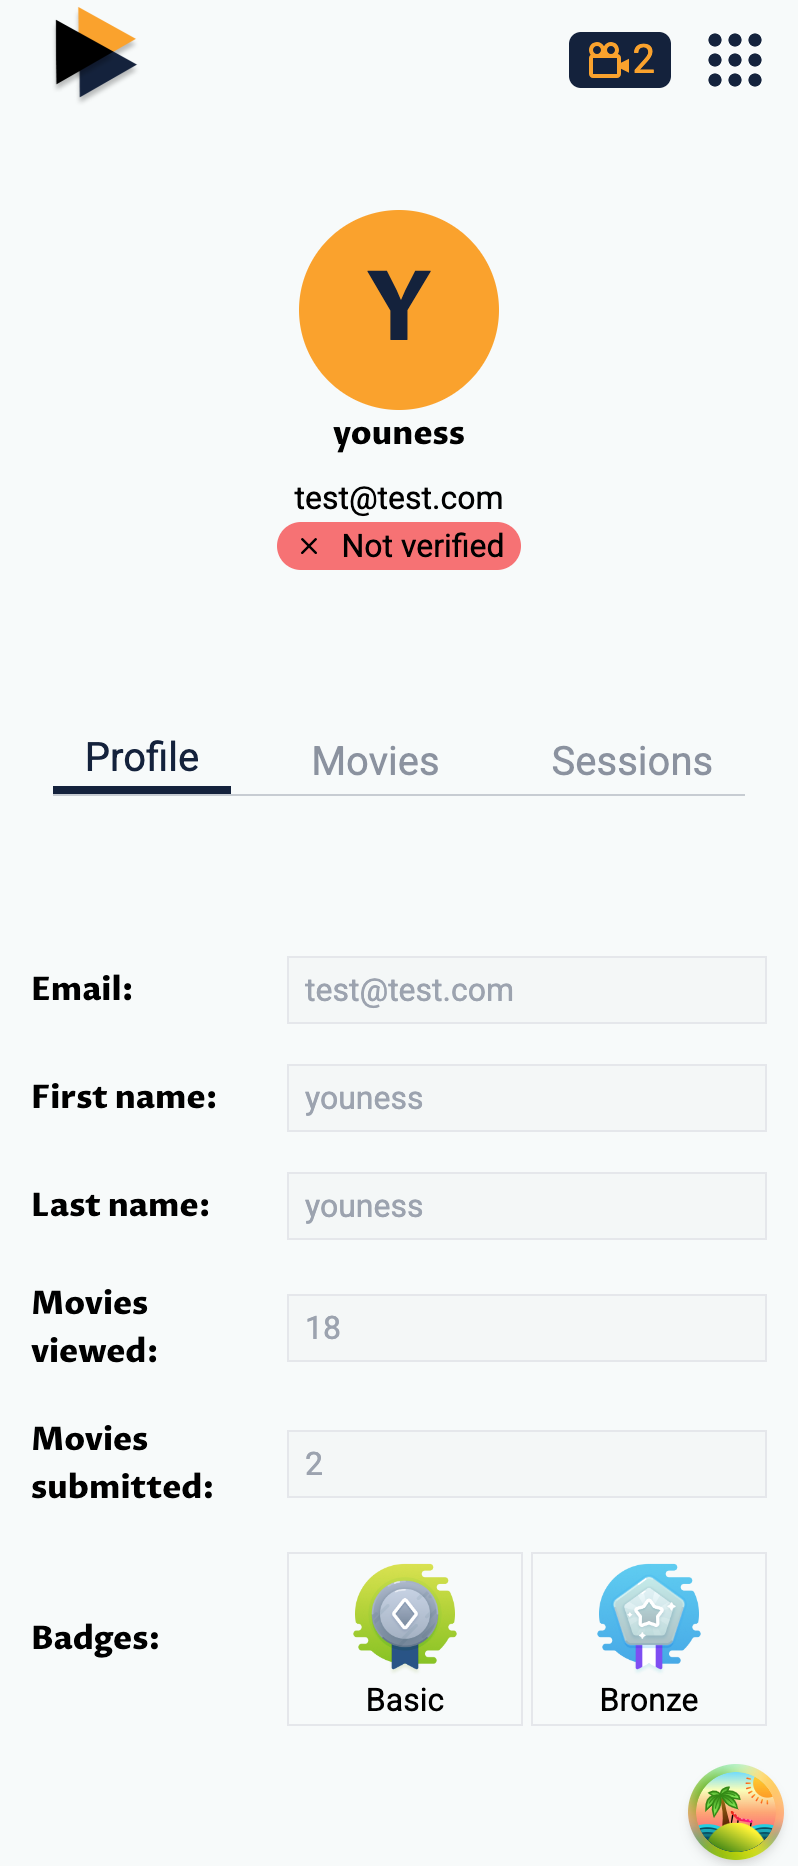 2
Y
youness
test@test.com
Not verified
Profile
Movies
Sessions
Email:
test@test.com
First name:
youness
Last name:
youness
Movies
viewed:
18
Movies
submitted:
2
Badges:
Basic
Bronze